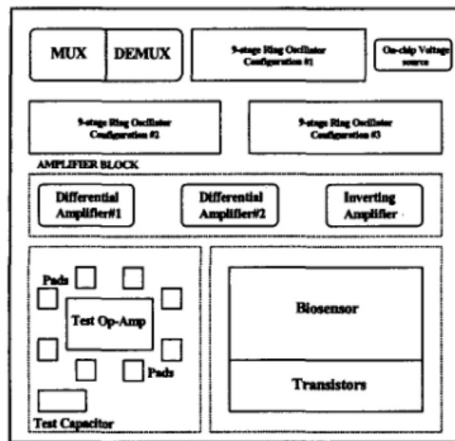 MUX
DEMUX
9-stage Ring Oscillator
Configuration #1
On-chip Voltage
source
9-stage Ring Oscillator
Configuration #2
9-stage Ring Oscillator
Configuration #3
AMPLIFIER BLOCK
Differential
Amplifier#1
Differential
Amplifier#2
Inverting
Amplifier
Pads
Test Op-Amp
Pads
Test Capacitor
Biosensor
Transistors